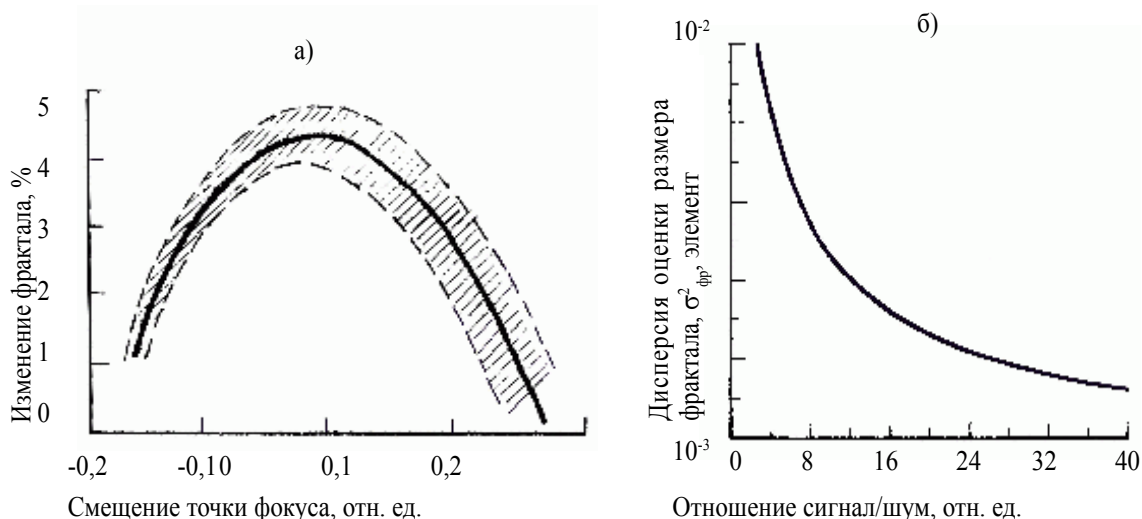 а)
5
4
3
2
1
0
Изменение фрактала, %
-0,2 -0,10 0,1 0,2
Смещение точки фокуса, отн. ед.
б)
10-2
10-3
Дисперсия оценки размера
фрактала, σ²фр, элемент
0 8 16 24 32 40
Отношение сигнал/шум, отн. ед.